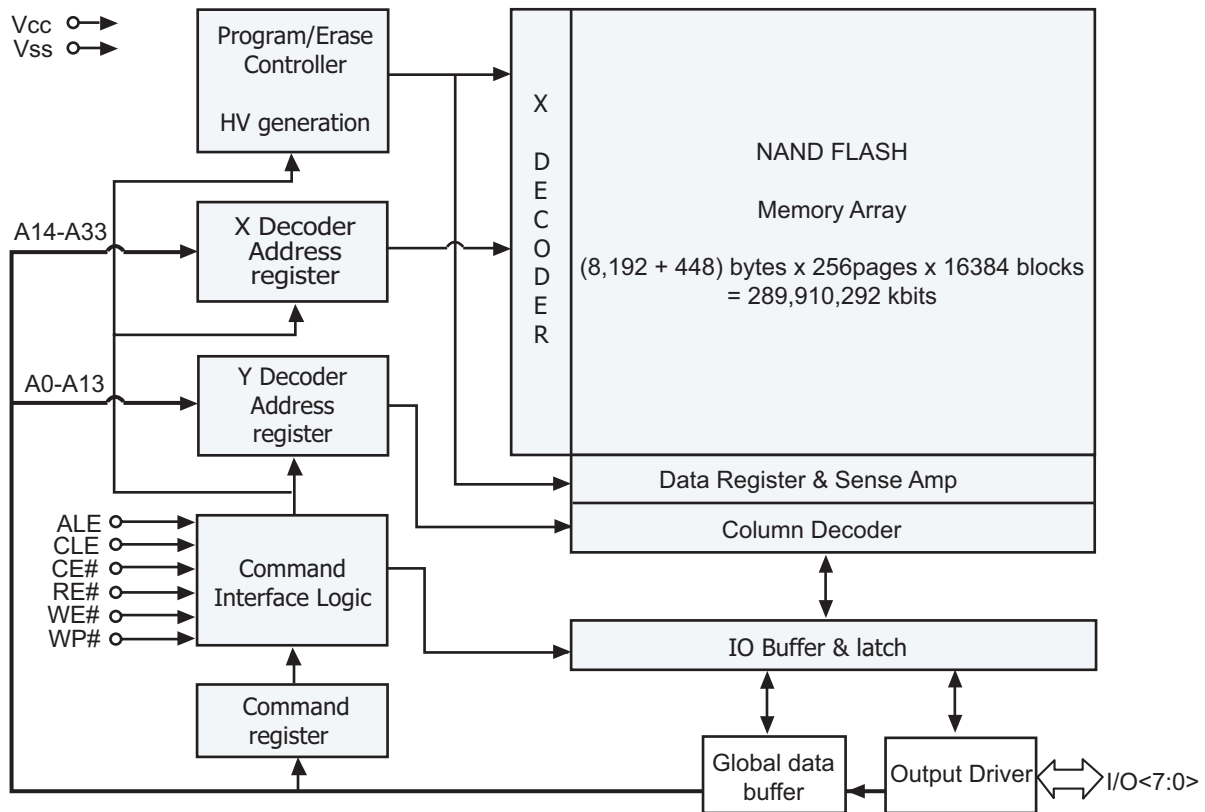 Vcc
Vss
Program/Erase
Controller
HV generation
X
D
E
C
O
D
E
R
NAND FLASH
Memory Array
(8,192 + 448) bytes x 256pages x 16384 blocks
= 289,910,292 kbits
A14-A33
X Decoder
Address
register
A0-A13
Y Decoder
Address
register
Data Register & Sense Amp
Column Decoder
ALE
CLE
CE#
RE#
WE#
WP#
Command
Interface Logic
IO Buffer & latch
Command
register
Global data
buffer
Output Driver
I/O<7:0>